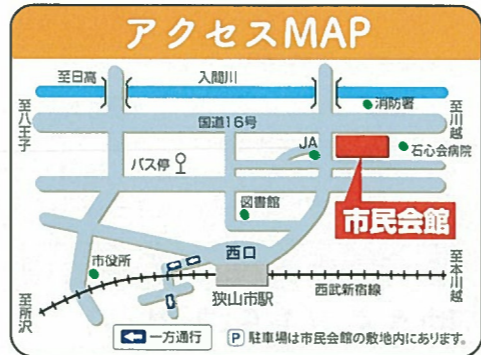 アクセスMAP
至日高
入間川
至八王子
消防署
至川越
国道16号
JA
石心会病院
バス停
図書館
市民会館
西口
市役所
至本川越
至所沢
狭山市駅
西武新宿線
一方通行
P 駐車場は市民会館の敷地内にあります。